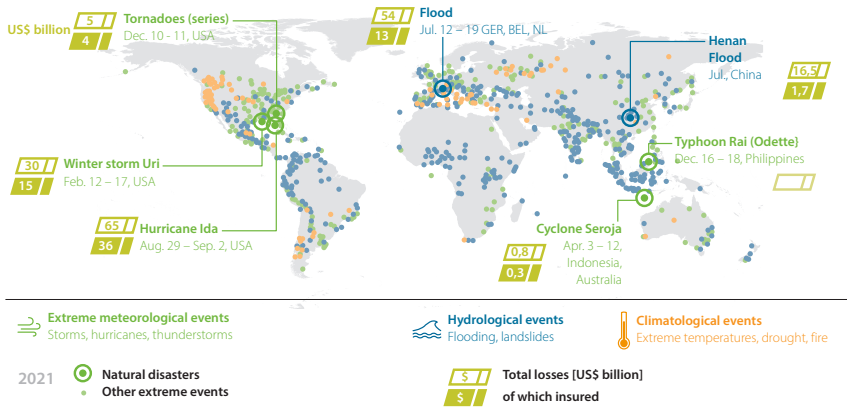 US$ billion
5
4
Tornadoes (series)
Dec. 10 - 11, USA
54
13
Flood
Jul. 12 – 19 GER, BEL, NL
Henan
Flood
Jul., China
16,5
1,7
30
15
Winter storm Uri
Feb. 12 – 17, USA
Typhoon Rai (Odette)
Dec. 16 – 18, Philippines
65
36
Hurricane Ida
Aug. 29 – Sep. 2, USA
0,8
0,3
Cyclone Seroja
Apr. 3 – 12,
Indonesia,
Australia
Extreme meteorological events
Storms, hurricanes, thunderstorms
Hydrological events
Flooding, landslides
Climatological events
Extreme temperatures, drought, fire
2021
Natural disasters
Other extreme events
$
$
Total losses [US$ billion]
of which insured